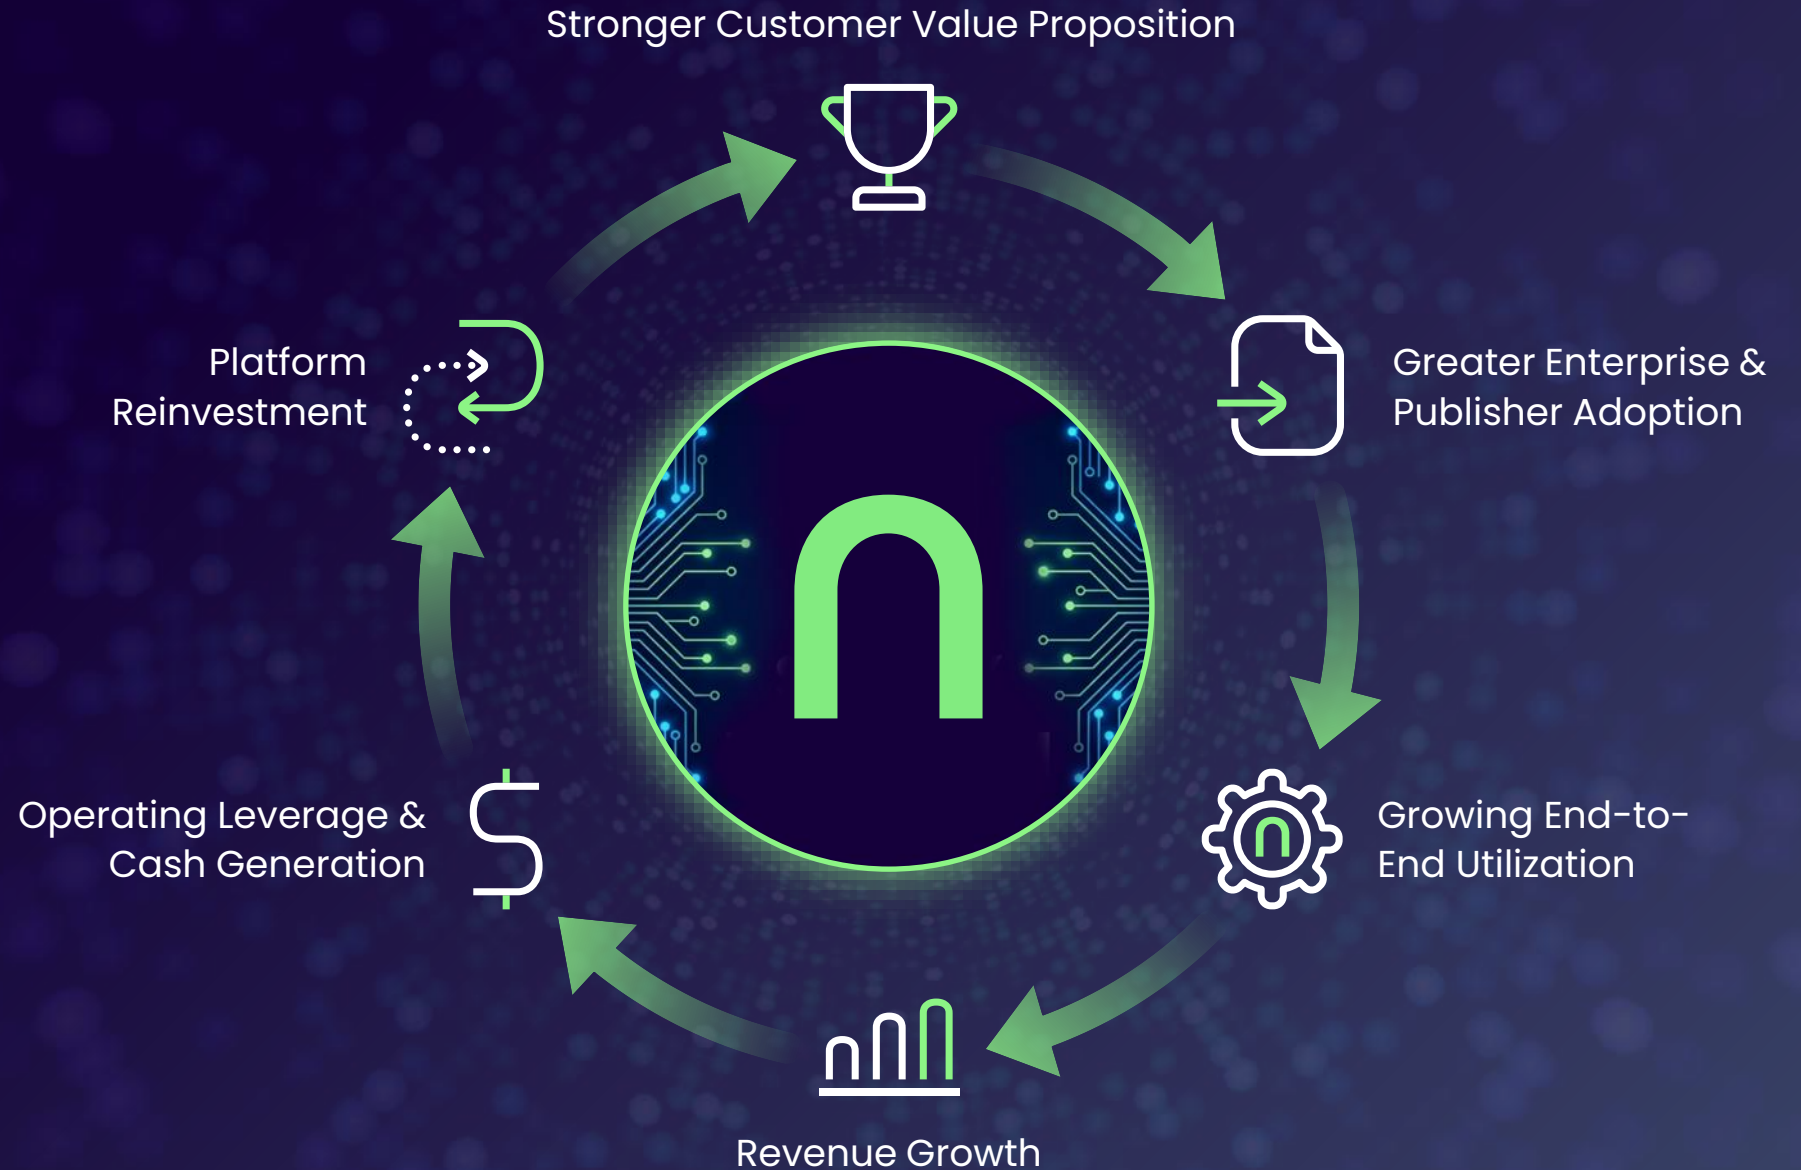 Stronger Customer Value Proposition
Greater Enterprise &
Publisher Adoption
Growing End-to-
End Utilization
Revenue Growth
Operating Leverage &
Cash Generation
Platform
Reinvestment
n